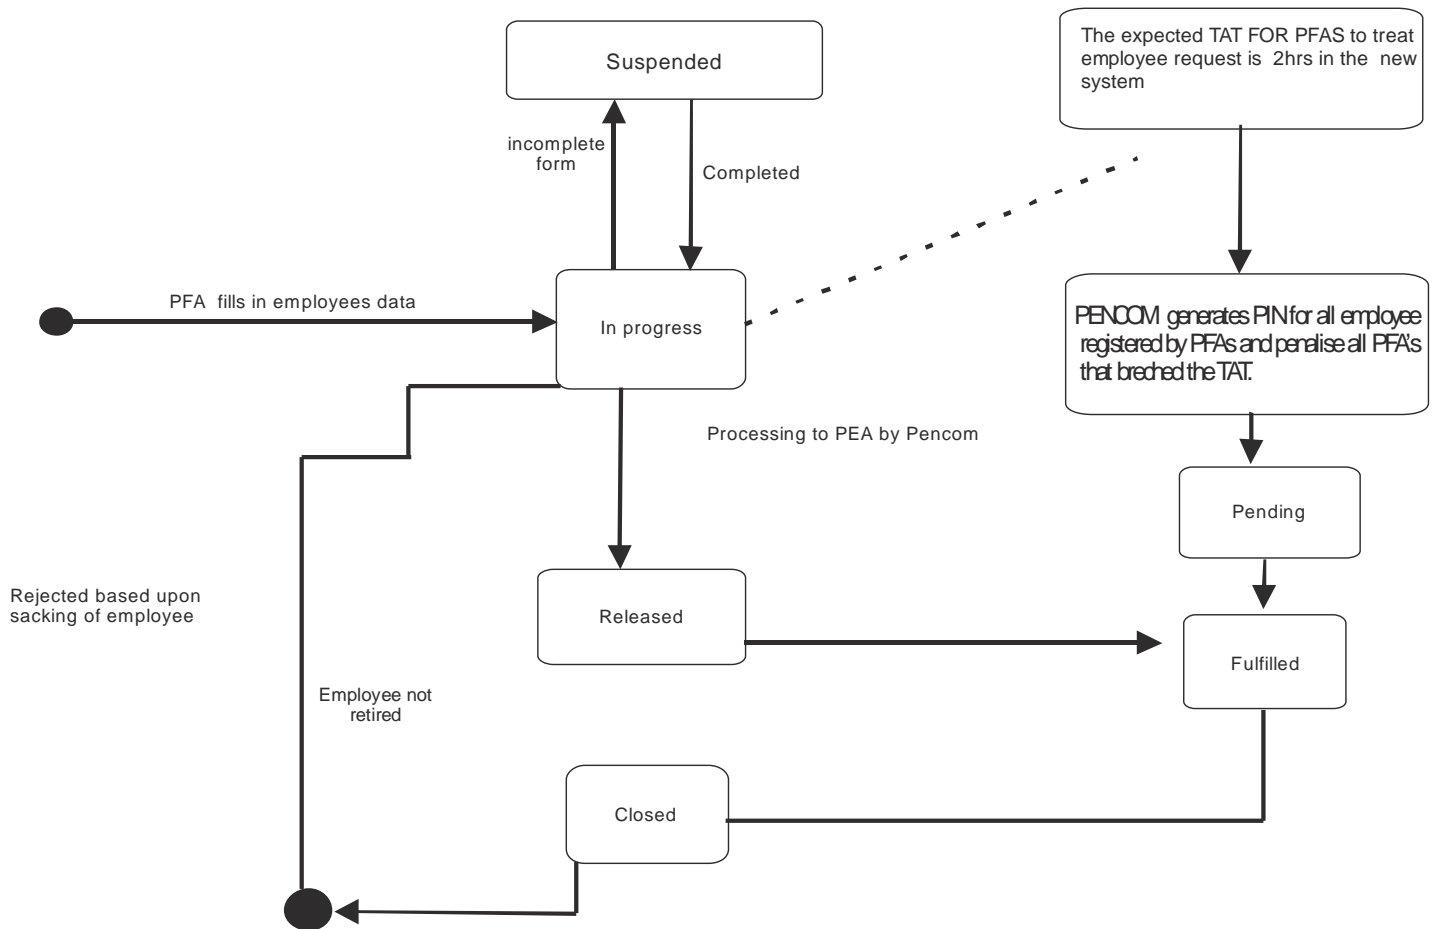 Suspended
The expected TAT FOR PFAS to treat
employee request is 2hrs in the new
system
incomplete
form
Completed
PFA fills in employees data
In progress
PENCOM generates PIN for all employee
registered by PFAs and penalise all PFA's
that breched the TAT.
Processing to PEA by Pencom
Pending
Rejected based upon
sacking of employee
Released
Fulfilled
Employee not
retired
Closed